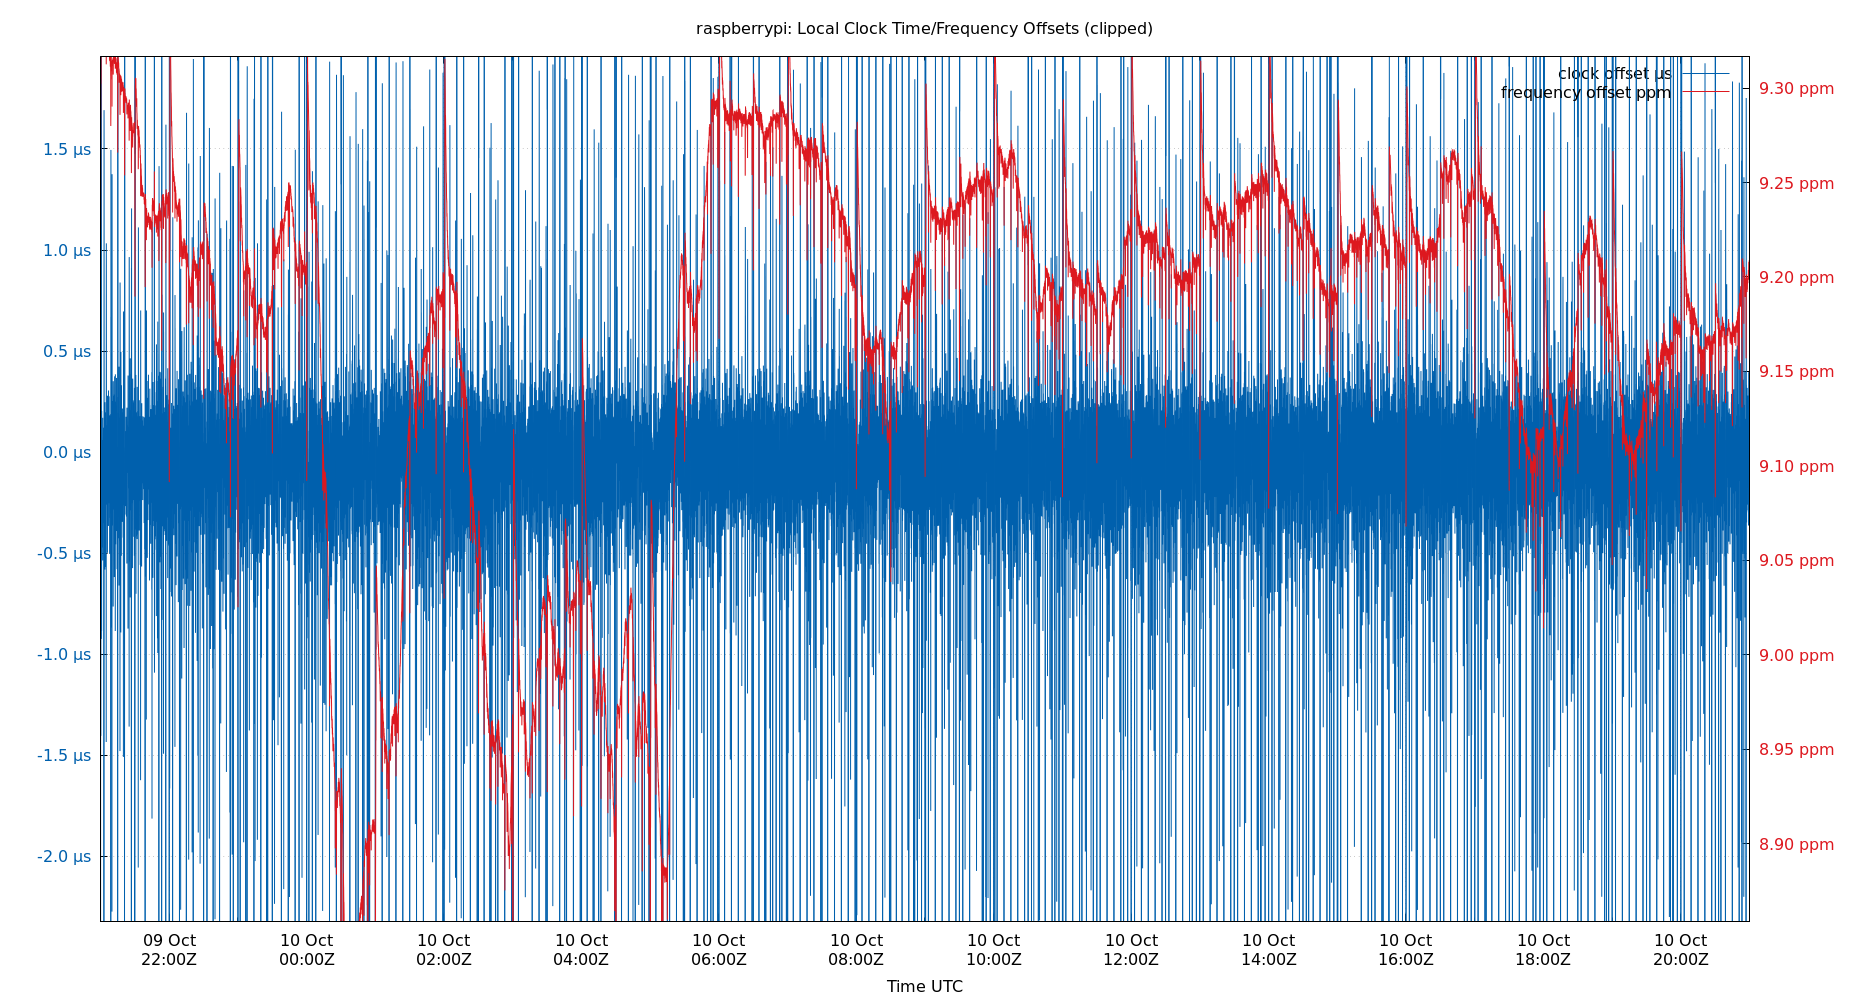 raspberrypi: Local Clock Time/Frequency Offsets (clipped)
clock offset µs
frequency offset ppm
1.5 µs
1.0 µs
0.5 µs
0.0 µs
-0.5 µs
-1.0 µs
-1.5 µs
-2.0 µs
9.30 ppm
9.25 ppm
9.20 ppm
9.15 ppm
9.10 ppm
9.05 ppm
9.00 ppm
8.95 ppm
8.90 ppm
09 Oct 10 Oct 10 Oct 10 Oct 10 Oct 10 Oct 10 Oct 10 Oct 10 Oct 10 Oct 10 Oct 10 Oct
22:00Z 00:00Z 02:00Z 04:00Z 06:00Z 08:00Z 10:00Z 12:00Z 14:00Z 16:00Z 18:00Z 20:00Z
Time UTC